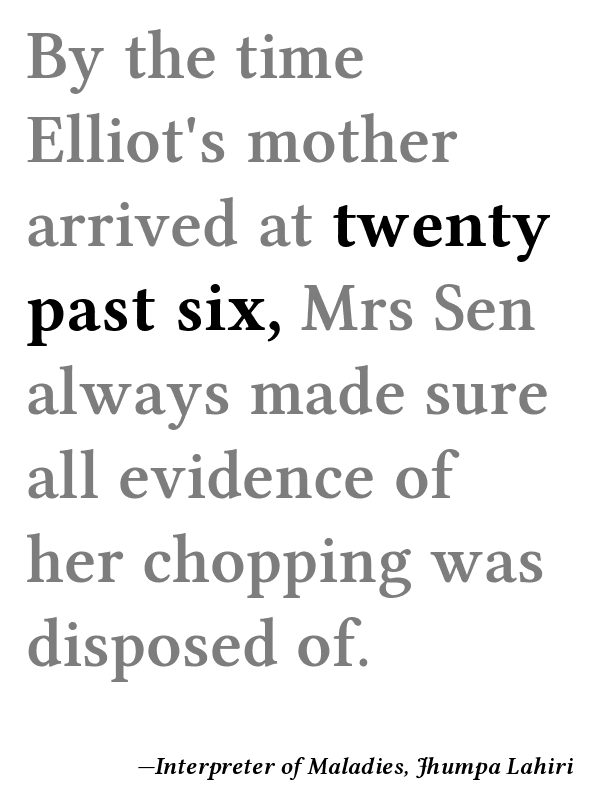 By the time
Elliot's mother
arrived at twenty
past six, Mrs Sen
always made sure
all evidence of
her chopping was
disposed of.
—Interpreter of Maladies, Jhumpa Lahiri